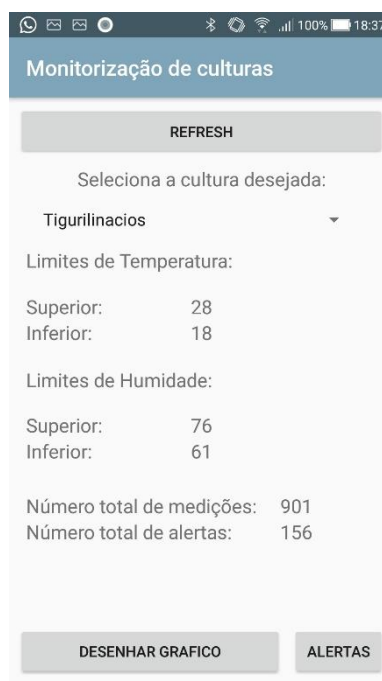 100% 18:37
Monitorização de culturas
REFRESH
Seleciona a cultura desejada:
Tigurilinacios
Limites de Temperatura:
Superior: 28
Inferior: 18
Limites de Humidade:
Superior: 76
Inferior: 61
Número total de medições: 901
Número total de alertas: 156
DESENHAR GRAFICO ALERTAS